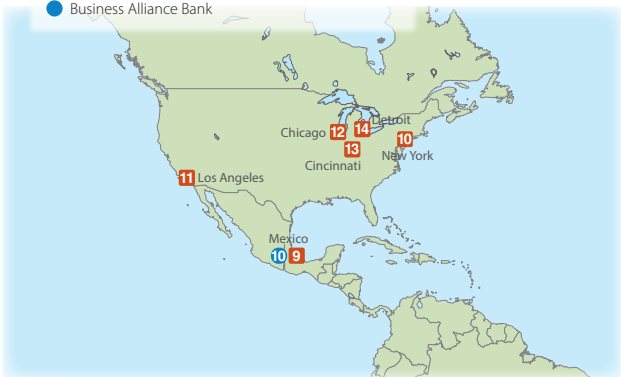 Business Alliance Bank
Detroit
Chicago 12 14
10
13
New York
Cincinnati
11 Los Angeles
Mexico
10 9